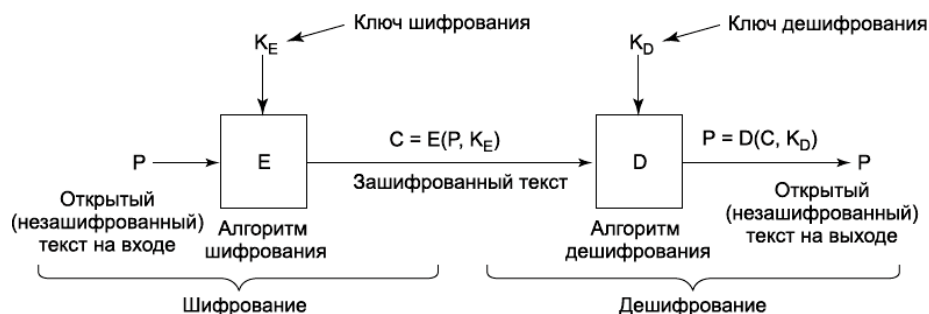 Ключ шифрования
K_E
Ключ дешифрования
K_D
P
E
C = E(P, K_E)
Зашифрованный текст
D
P = D(C, K_D)
P
Открытый
(незашифрованный)
текст на входе
Алгоритм
шифрования
Алгоритм
дешифрования
Открытый
(незашифрованный)
текст на выходе
Шифрование
Дешифрование